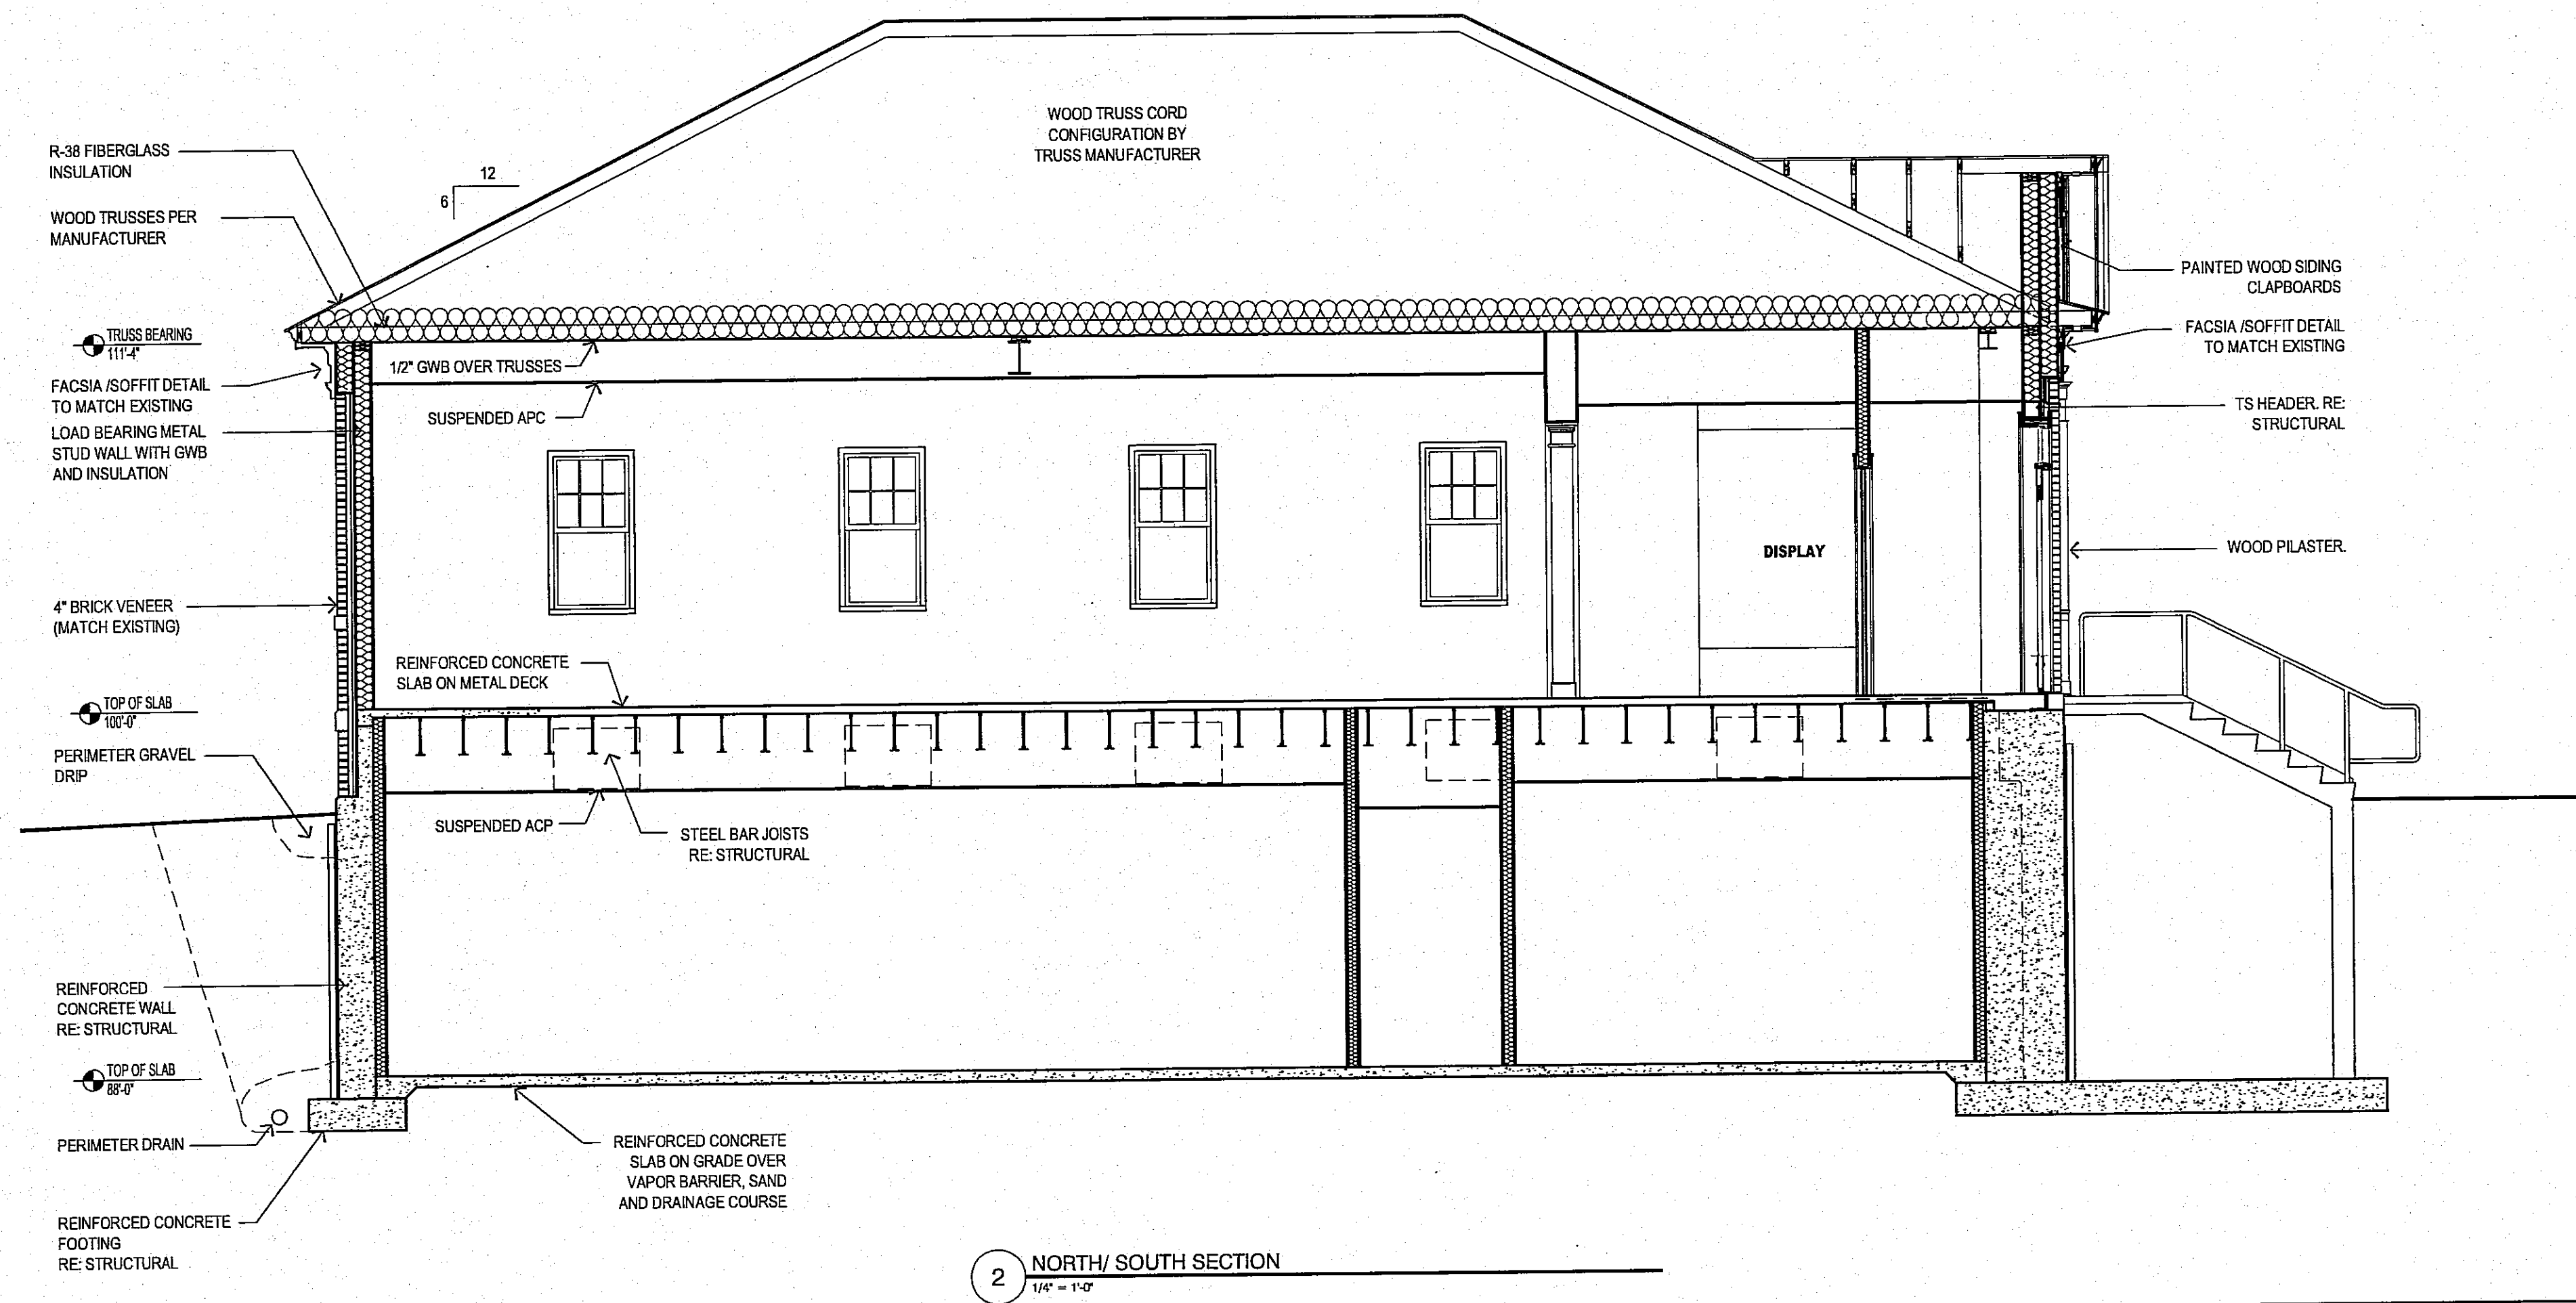 WOOD TRUSS CORD
CONFIGURATION BY
TRUSS MANUFACTURER
R-38 FIBERGLASS
INSULATION
12
6
WOOD TRUSSES PER
MANUFACTURER
PAINTED WOOD SIDING
CLAPBOARDS
TRUSS BEARING
111'-4"
FACSIA /SOFFIT DETAIL
TO MATCH EXISTING
1/2" GWB OVER TRUSSES
FACSIA /SOFFIT DETAIL
TO MATCH EXISTING
SUSPENDED APC
TS HEADER. RE:
STRUCTURAL
LOAD BEARING METAL
STUD WALL WITH GWB
AND INSULATION
DISPLAY
WOOD PILASTER.
4" BRICK VENEER
(MATCH EXISTING)
REINFORCED CONCRETE
SLAB ON METAL DECK
TOP OF SLAB
100'-0"
PERIMETER GRAVEL
DRIP
SUSPENDED ACP
STEEL BAR JOISTS
RE: STRUCTURAL
REINFORCED
CONCRETE WALL
RE: STRUCTURAL
TOP OF SLAB
88'-0"
PERIMETER DRAIN
REINFORCED CONCRETE
SLAB ON GRADE OVER
VAPOR BARRIER, SAND
AND DRAINAGE COURSE
REINFORCED CONCRETE
FOOTING
RE: STRUCTURAL
2
NORTH/ SOUTH SECTION
1/4" = 1'-0"